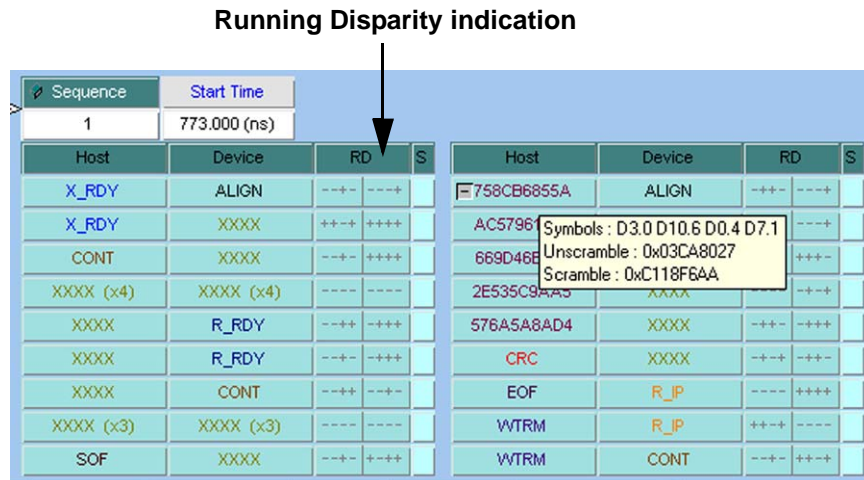 Running Disparity indication
Sequence Start Time
1 773.000 (ns)
Host Device RD S Host Device RD S
X_RDY ALIGN --+- ---+ 758CB6855A ALIGN -++- ---+
X_RDY XXXX ++-+ ++++ AC57961 ---+
CONT XXXX --+- ++++ 669D46E +++-
XXXX (x4) XXXX (x4) ---- ---- 2E535C9AA5 XXXX -+-+
XXXX R_RDY --++ -+++ 576A5A8AD4 XXXX -++- -+++
XXXX R_RDY --+- -+++ CRC XXXX -+-+ -++-
XXXX CONT --++ --+- EOF R_IP ---- ++++
XXXX (x3) XXXX (x3) ---- ---- WTRM R_IP ++-+ ----
SOF XXXX --+- +-++ WTRM CONT --+- ++-+
Symbols : D3.0 D10.6 D0.4 D7.1
Unscramble : 0x03CA8027
Scramble : 0xC118F6AA